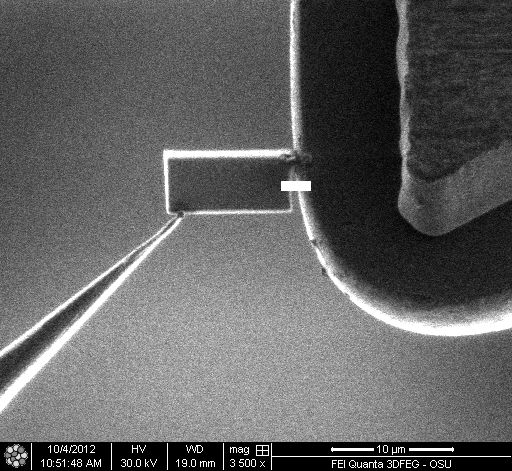 10/4/2012 HV WD mag 10 µm
10:51:48 AM 30.0 kV 19.0 mm 3 500 x FEI Quanta 3DFEG - OSU